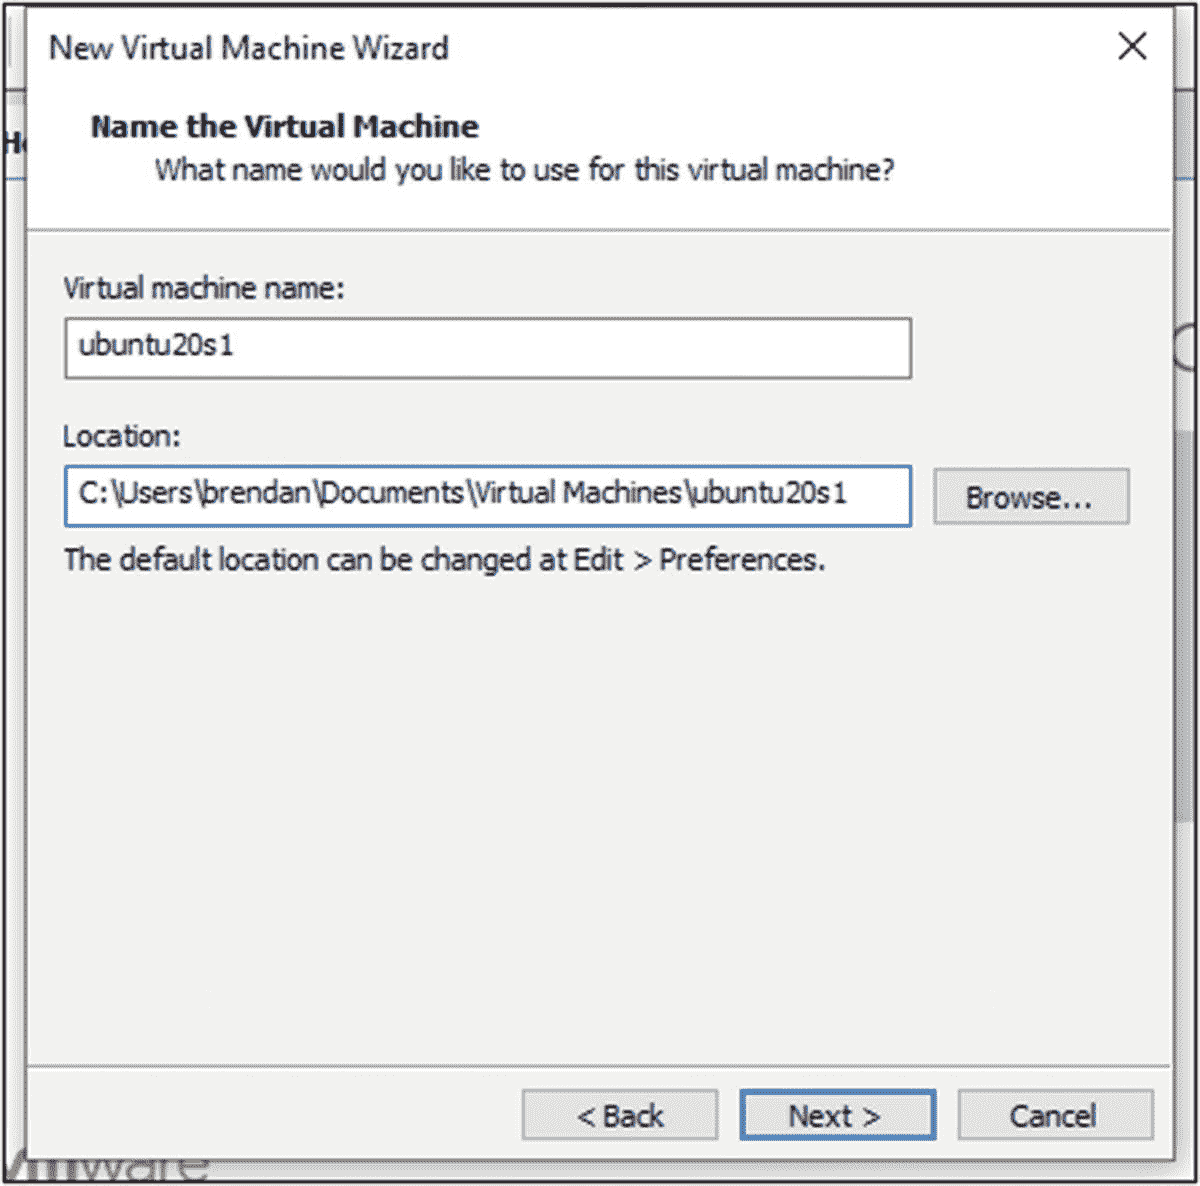 New Virtual Machine Wizard
Name the Virtual Machine
What name would you like to use for this virtual machine?
Virtual machine name:
ubuntu20s1
Location:
C:\Users\brendan\Documents\Virtual Machines\ubuntu20s1
Browse...
The default location can be changed at Edit > Preferences.
< Back
Next >
Cancel
vmware